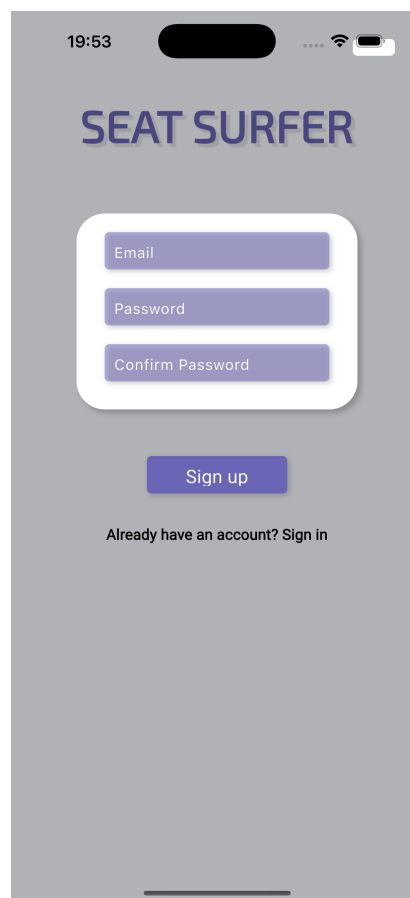 19:53
SEAT SURFER
Email
Password
Confirm Password
Sign up
Already have an account? Sign in